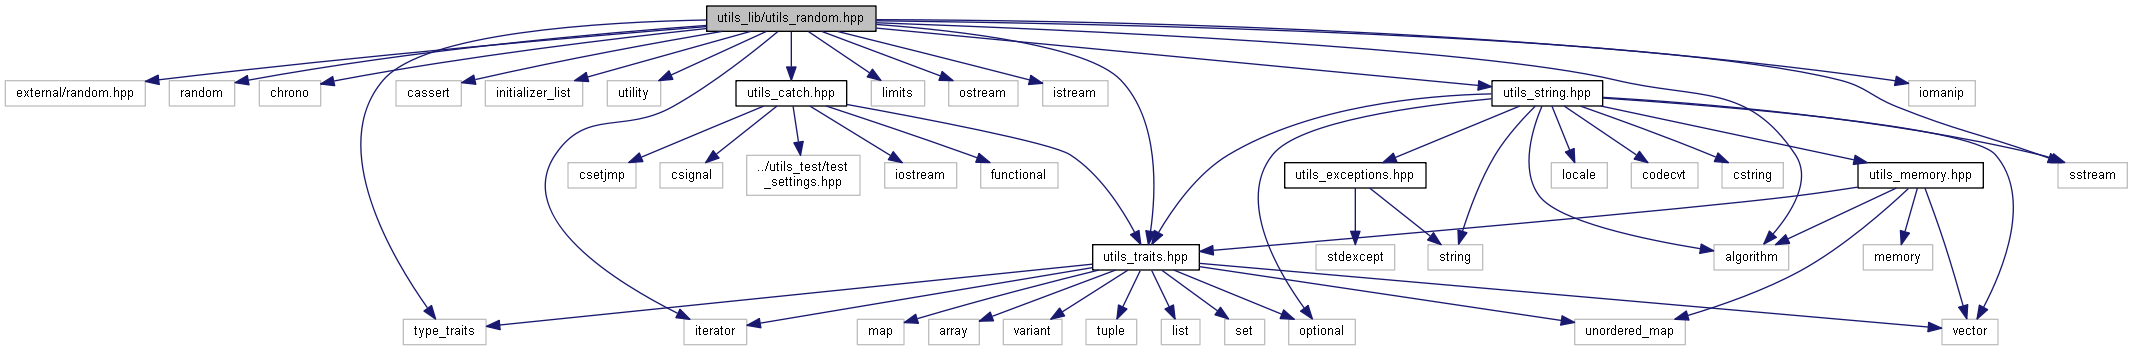 utils_lib/utils_random.hpp
external/random.hpp
random
chrono
cassert
initializer_list
utility
utils_catch.hpp
limits
ostream
istream
utils_string.hpp
iomanip
csetjmp
csignal
../utils_test/test
_settings.hpp
iostream
functional
utils_exceptions.hpp
locale
codecvt
cstring
utils_memory.hpp
sstream
utils_traits.hpp
stdexcept
string
algorithm
memory
type_traits
iterator
map
array
variant
tuple
list
set
optional
unordered_map
vector